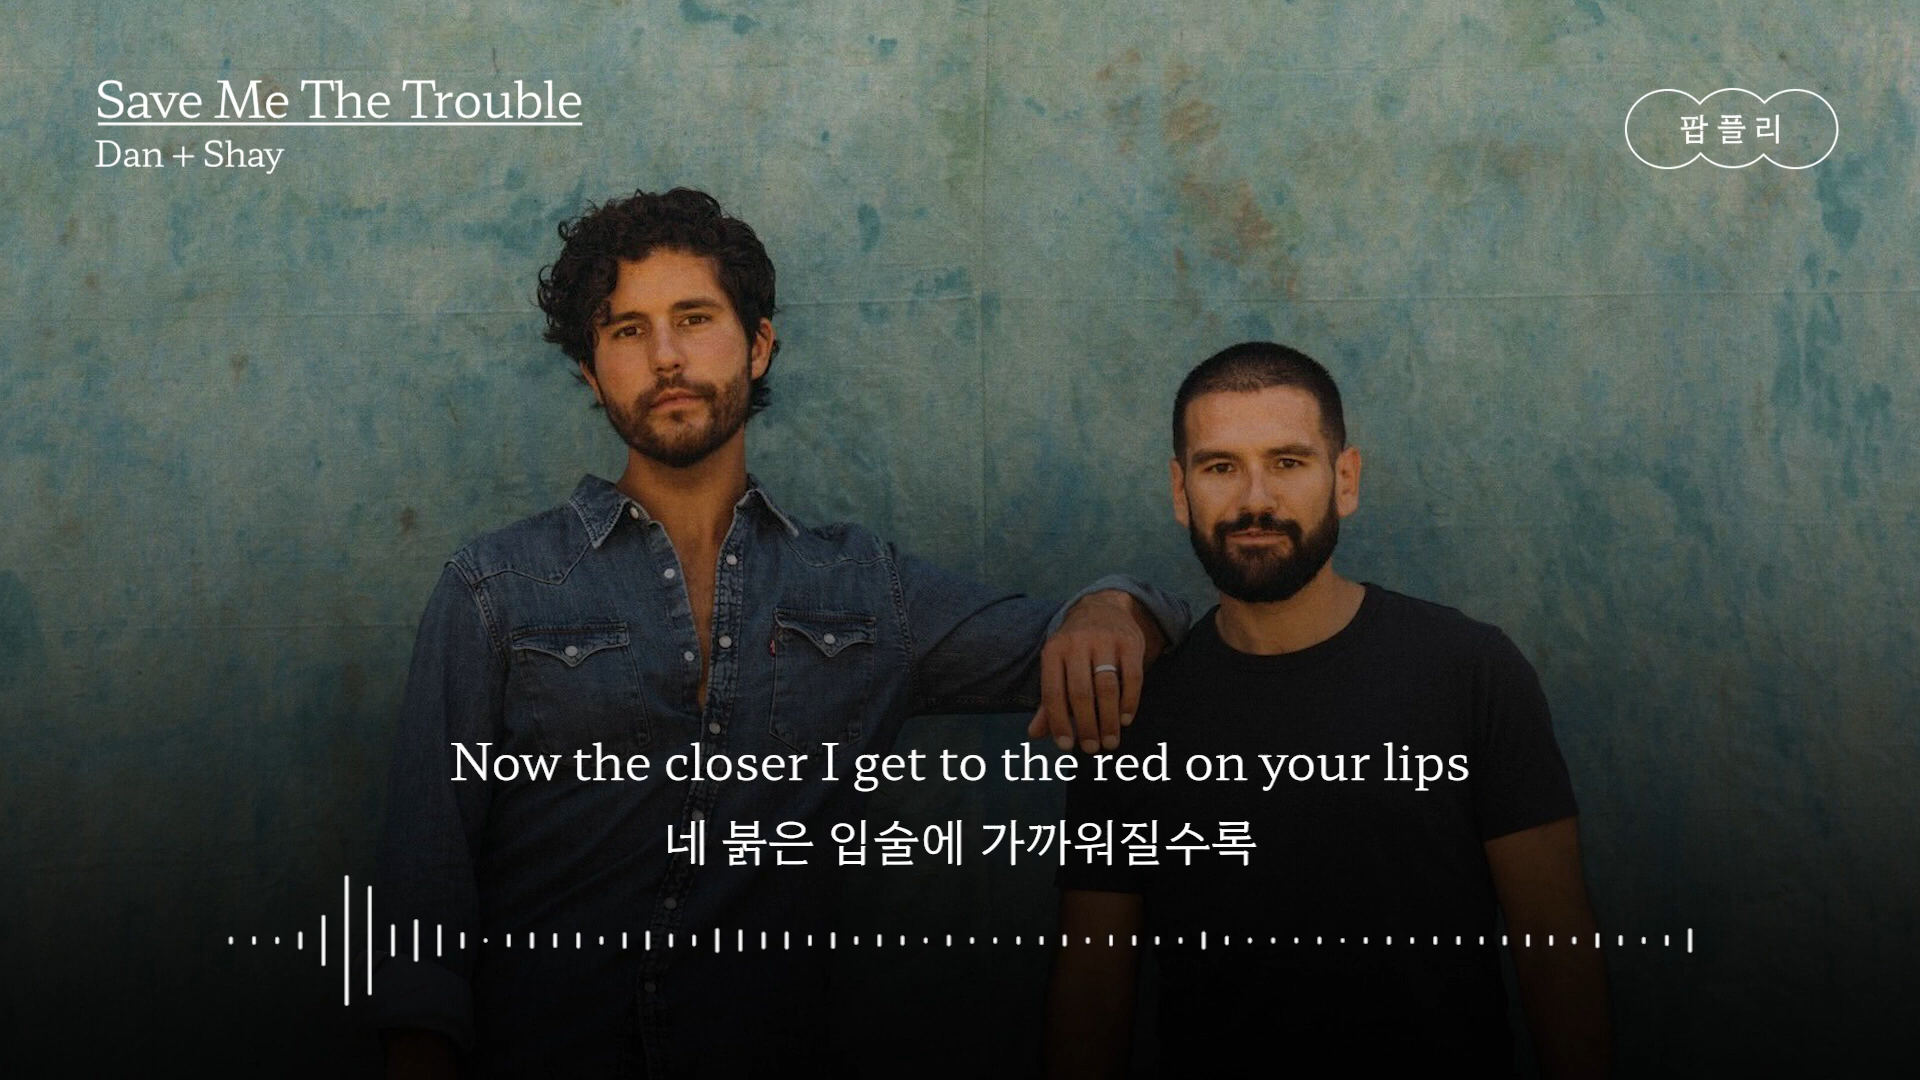 Save Me The Trouble
Dan + Shay
팝플리
Now the closer I get to the red on your lips
네 붉은 입술에 가까워질수록